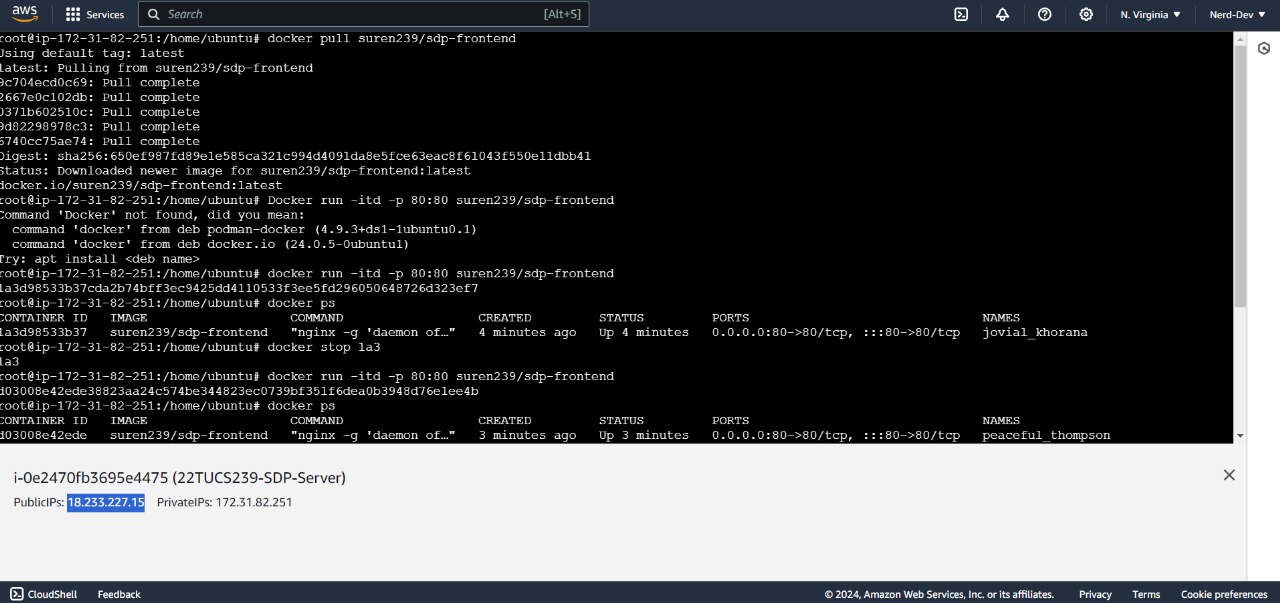 aws Services Search [Alt+S] N. Virginia Nerd-Dev
root@ip-172-31-82-251:/home/ubuntu# docker pull suren239/sdp-frontend
Using default tag: latest
latest: Pulling from suren239/sdp-frontend
9c704ecd0c69: Pull complete
2667e0c102db: Pull complete
0371b602510c: Pull complete
9d82298978c3: Pull complete
6740cc75ae74: Pull complete
Digest: sha256:650ef987fd89e1e585ca321c994d4091da8e5fce63eac8f61043f550e11dbb41
Status: Downloaded newer image for suren239/sdp-frontend:latest
docker.io/suren239/sdp-frontend:latest
root@ip-172-31-82-251:/home/ubuntu# Docker run -itd -p 80:80 suren239/sdp-frontend
Command 'Docker' not found, did you mean:
command 'docker' from deb podman-docker (4.9.3+ds1-1ubuntu0.1)
command 'docker' from deb docker.io (24.0.5-0ubuntu1)
Try: apt install <deb name>
root@ip-172-31-82-251:/home/ubuntu# docker run -itd -p 80:80 suren239/sdp-frontend
1a3d98533b37cda2b74bff3ec9425dd4110533f3ee5fd296050648726d323ef7
root@ip-172-31-82-251:/home/ubuntu# docker ps
CONTAINER ID IMAGE COMMAND CREATED STATUS PORTS NAMES
1a3d98533b37 suren239/sdp-frontend "nginx -g 'daemon of…" 4 minutes ago Up 4 minutes 0.0.0.0:80->80/tcp, :::80->80/tcp jovial_khorana
root@ip-172-31-82-251:/home/ubuntu# docker stop 1a3
1a3
root@ip-172-31-82-251:/home/ubuntu# docker run -itd -p 80:80 suren239/sdp-frontend
d03008e42ede38823aa24c574be344823ec0739bf351f6dea0b3948d76e1ee4b
root@ip-172-31-82-251:/home/ubuntu# docker ps
CONTAINER ID IMAGE COMMAND CREATED STATUS PORTS NAMES
d03008e42ede suren239/sdp-frontend "nginx -g 'daemon of…" 3 minutes ago Up 3 minutes 0.0.0.0:80->80/tcp, :::80->80/tcp peaceful_thompson
i-0e2470fb3695e4475 (22TUCS239-SDP-Server)
PublicIPs: 18.233.227.15 PrivateIPs: 172.31.82.251
CloudShell Feedback © 2024, Amazon Web Services, Inc. or its affiliates. Privacy Terms Cookie preferences